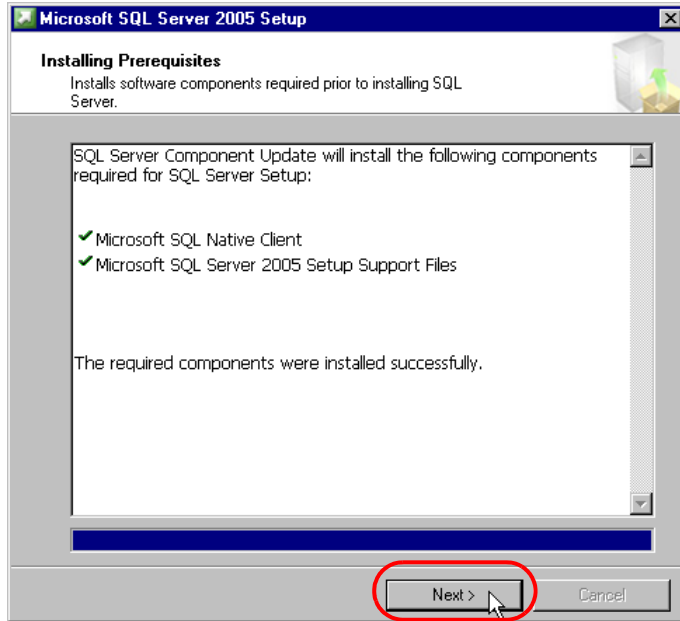 Microsoft SQL Server 2005 Setup
Installing Prerequisites
Installs software components required prior to installing SQL
Server.
SQL Server Component Update will install the following components
required for SQL Server Setup:
Microsoft SQL Native Client
Microsoft SQL Server 2005 Setup Support Files
The required components were installed successfully.
Next >
Cancel